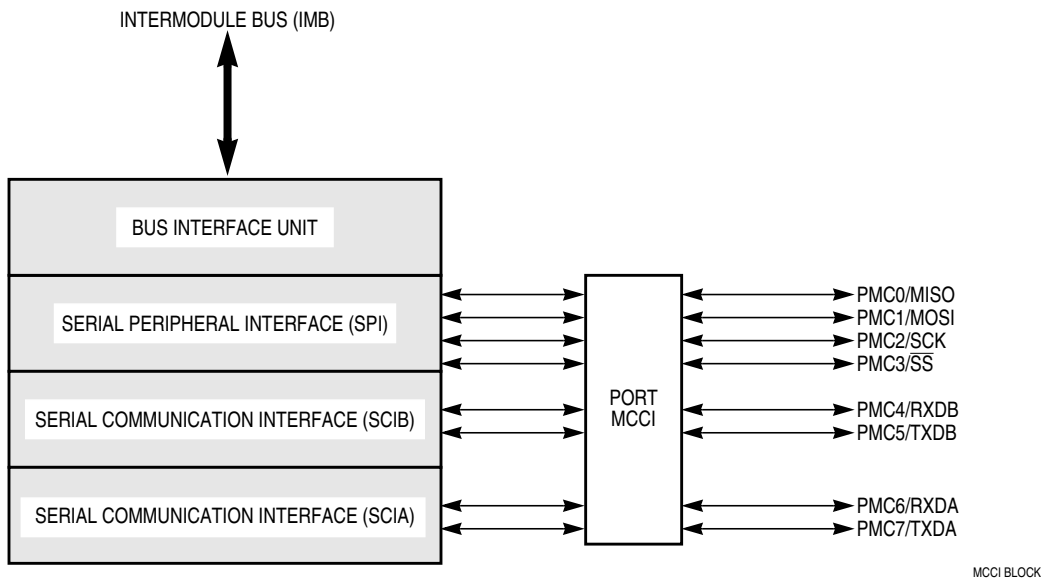 INTERMODULE BUS (IMB)
BUS INTERFACE UNIT
SERIAL PERIPHERAL INTERFACE (SPI)
SERIAL COMMUNICATION INTERFACE (SCIB)
SERIAL COMMUNICATION INTERFACE (SCIA)
PORT
MCCI
PMC0/MISO
PMC1/MOSI
PMC2/SCK
PMC3/S̅S̅
PMC4/RXDB
PMC5/TXDB
PMC6/RXDA
PMC7/TXDA
MCCI BLOCK